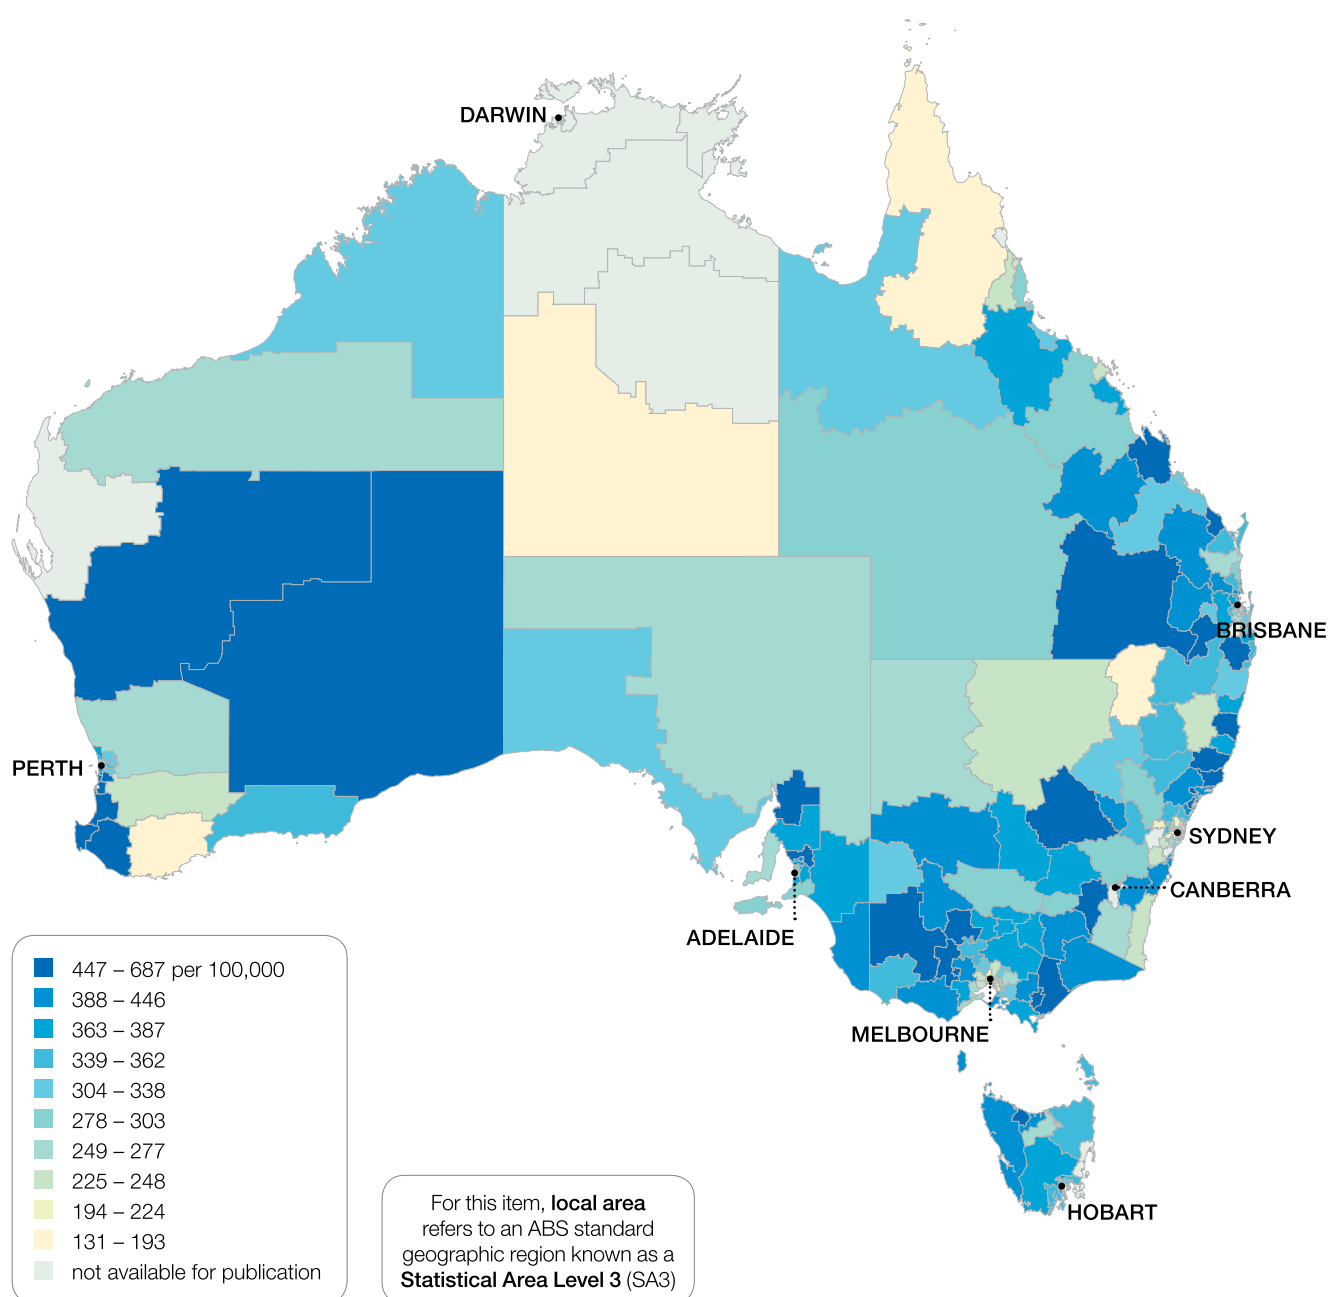 DARWIN
BRISBANE
PERTH
SYDNEY
CANBERRA
ADELAIDE
MELBOURNE
HOBART
447 – 687 per 100,000
388 – 446
363 – 387
339 – 362
304 – 338
278 – 303
249 – 277
225 – 248
194 – 224
131 – 193
not available for publication
For this item, local area
refers to an ABS standard
geographic region known as a
Statistical Area Level 3 (SA3)